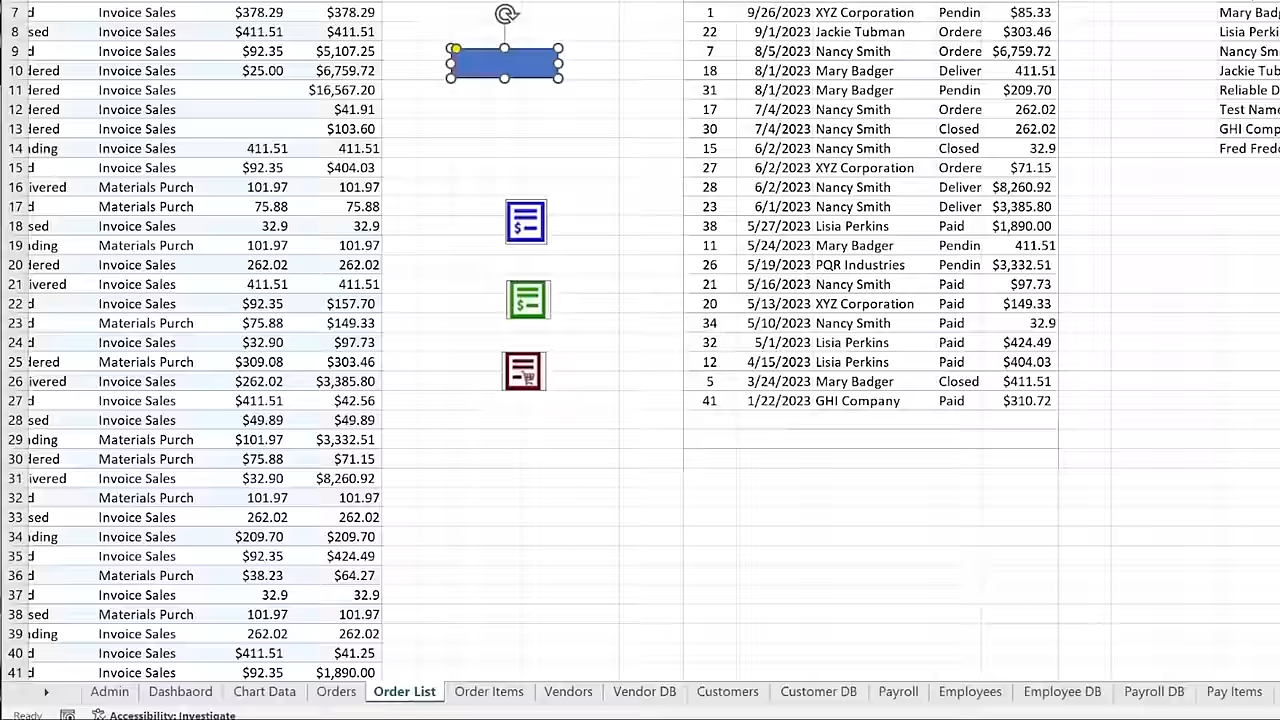 7 Invoice Sales $378.29 $378.29 1 9/26/2023 XYZ Corporation Pendin $85.33 Mary Badg
8 sed Invoice Sales $411.51 $411.51 22 9/1/2023 Jackie Tubman Ordere $303.46 Lisia Perkin
9 Invoice Sales $92.35 $5,107.25 7 8/5/2023 Nancy Smith Ordere $6,759.72 Nancy Sm
10 dered Invoice Sales $25.00 $6,759.72 18 8/1/2023 Mary Badger Deliver 411.51 Jackie Tub
11 dered Invoice Sales $16,567.20 31 8/1/2023 Mary Badger Pendin $209.70 Reliable D
12 dered Invoice Sales $41.91 17 7/4/2023 Nancy Smith Ordere 262.02 Test Name
13 dered Invoice Sales $103.60 30 7/4/2023 Nancy Smith Closed 262.02 GHI Comp
14 nding Invoice Sales 411.51 411.51 15 6/2/2023 Nancy Smith Closed 32.9 Fred Fredd
15 d Invoice Sales $92.35 $404.03 27 6/2/2023 XYZ Corporation Ordere $71.15
16 ivered Materials Purch 101.97 101.97 28 6/2/2023 Nancy Smith Deliver $8,260.92
17 d Materials Purch 75.88 75.88 23 6/1/2023 Nancy Smith Deliver $3,385.80
18 sed Invoice Sales 32.9 32.9 38 5/27/2023 Lisia Perkins Paid $1,890.00
19 nding Invoice Sales 101.97 101.97 11 5/24/2023 Mary Badger Pendin 411.51
20 dered Invoice Sales 262.02 262.02 26 5/19/2023 PQR Industries Pendin $3,332.51
21 ivered Invoice Sales 411.51 411.51 21 5/16/2023 Nancy Smith Paid $97.73
22 d Invoice Sales $92.35 $157.70 20 5/13/2023 XYZ Corporation Paid $149.33
23 d Materials Purch $75.88 $149.33 34 5/10/2023 Nancy Smith Paid 32.9
24 d Invoice Sales $32.90 $97.73 32 5/1/2023 Lisia Perkins Paid $424.49
25 dered Materials Purch $309.08 $303.46 12 4/15/2023 Lisia Perkins Paid $404.03
26 ivered Invoice Sales $262.02 $3,385.80 5 3/24/2023 Mary Badger Closed $411.51
27 d Invoice Sales $411.51 $42.56 41 1/22/2023 GHI Company Paid $310.72
28 sed Invoice Sales $49.89 $49.89
29 nding Materials Purch $101.97 $3,332.51
30 dered Materials Purch $75.88 $71.15
31 ivered Invoice Sales $32.90 $8,260.92
32 d Materials Purch 101.97 101.97
33 sed Invoice Sales 262.02 262.02
34 nding Invoice Sales $209.70 $209.70
35 d Invoice Sales $92.35 $424.49
36 d Materials Purch $38.23 $64.27
37 d Invoice Sales 32.9 32.9
38 sed Materials Purch 101.97 101.97
39 nding Invoice Sales 262.02 262.02
40 d Invoice Sales $411.51 $41.25
41 d Invoice Sales $92.35 $1,890.00
Admin Dashbaord Chart Data Orders Order List Order Items Vendors Vendor DB Customers Customer DB Payroll Employees Employee DB Payroll DB Pay Items
Ready Accessibility: Investigate